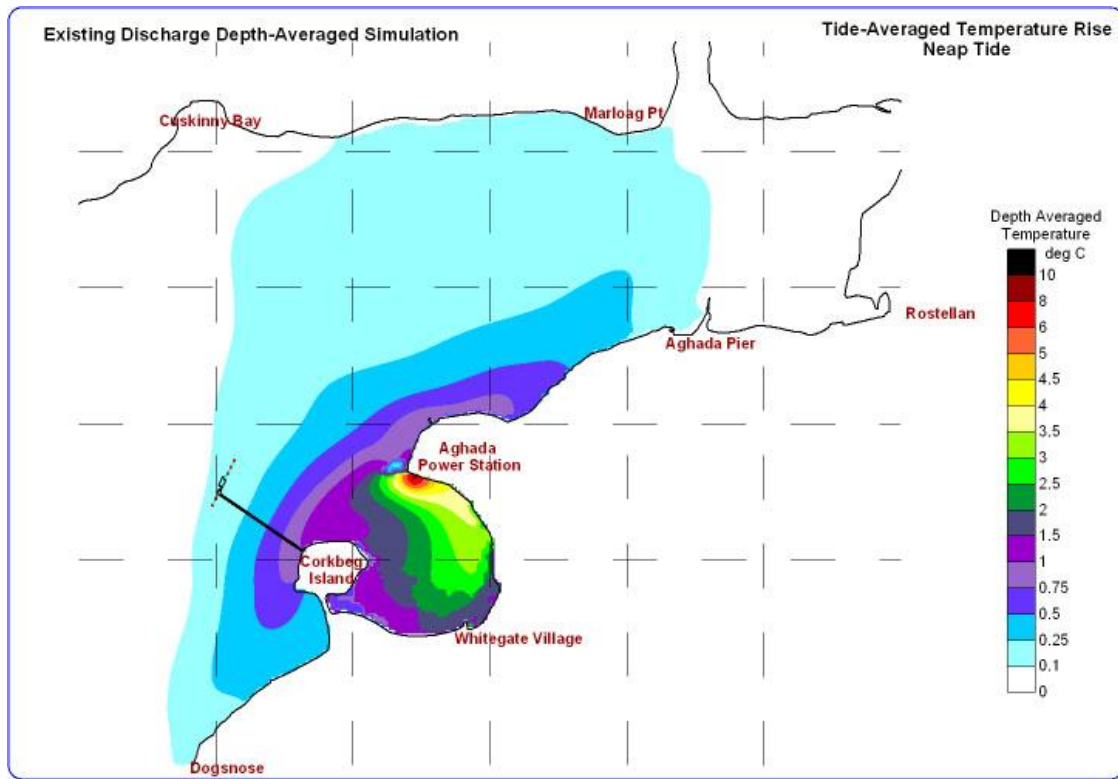 Existing Discharge Depth-Averaged Simulation
Tide-Averaged Temperature Rise
Neap Tide
Cuskinny Bay
Marloag Pt
Depth Averaged
Temperature
deg C
10
8
6
5
4.5
4
3.5
3
2.5
2
1.5
1
0.75
0.5
0.25
0.1
0
Rostellan
Aghada Pier
Aghada
Power Station
Corkbeg
Island
Whitegate Village
Dogsnose